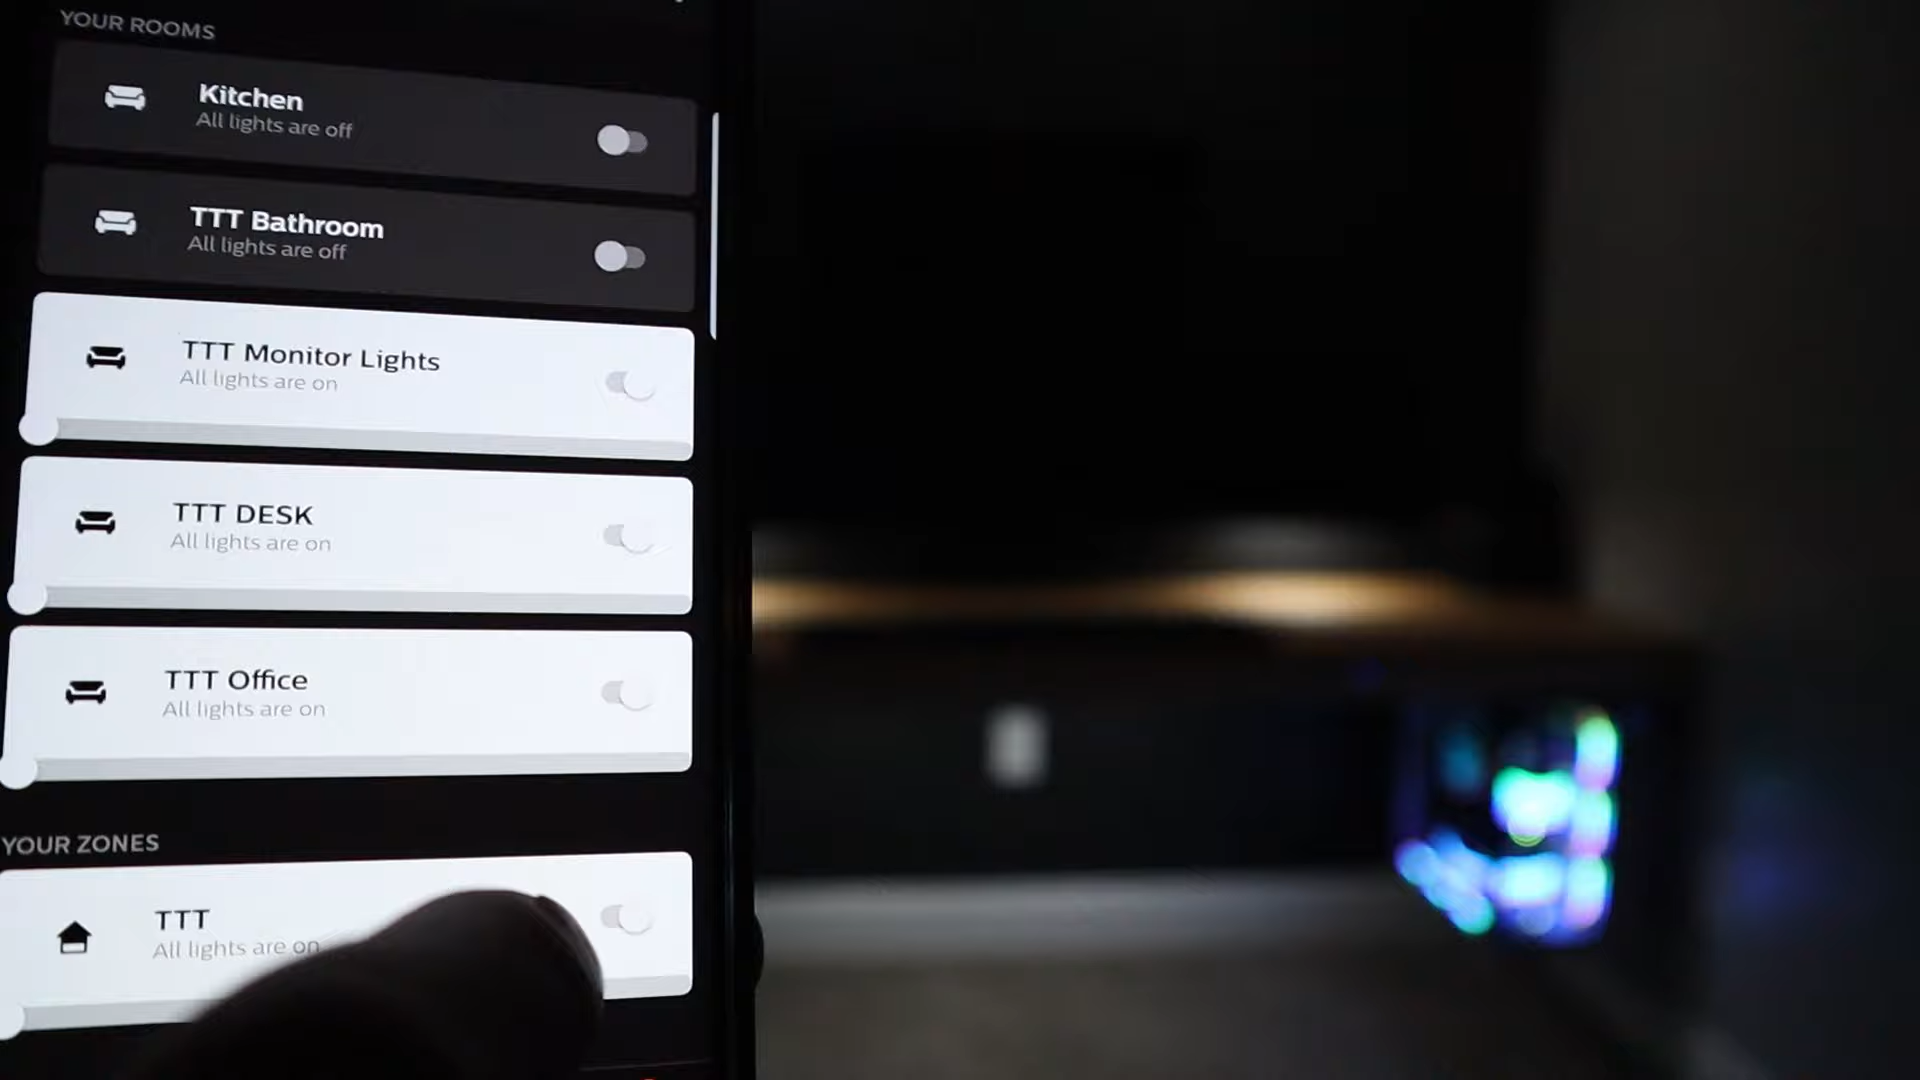 YOUR ROOMS
Kitchen
All lights are off
TTT Bathroom
All lights are off
TTT Monitor Lights
All lights are on
TTT DESK
All lights are on
TTT Office
All lights are on
YOUR ZONES
TTT
All lights are on